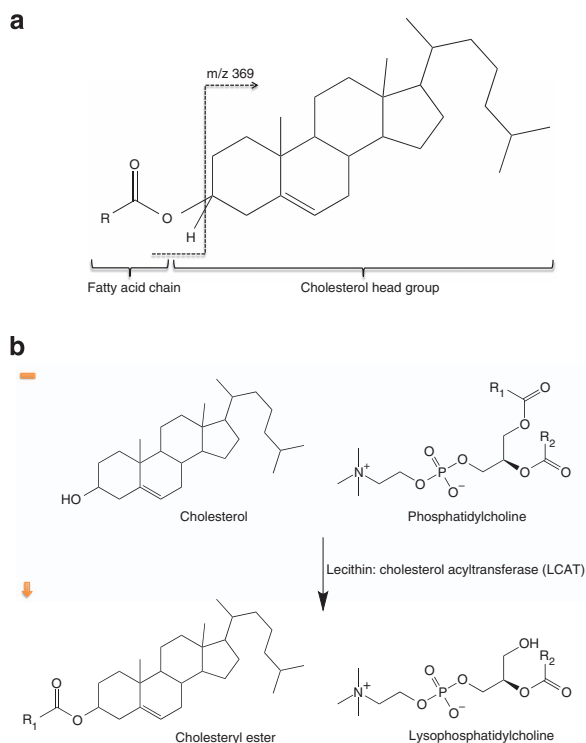 a
m/z 369
O
R
O
H
Fatty acid chain
Cholesterol head group
b
R1
O
O
R2
N+
O
P
O
O−
O
O
HO
Cholesterol
Phosphatidylcholine
Lecithin: cholesterol acyltransferase (LCAT)
O
R1
O
OH
R2
N+
O
P
O
O
O−
O
O
Cholesteryl ester
Lysophosphatidylcholine